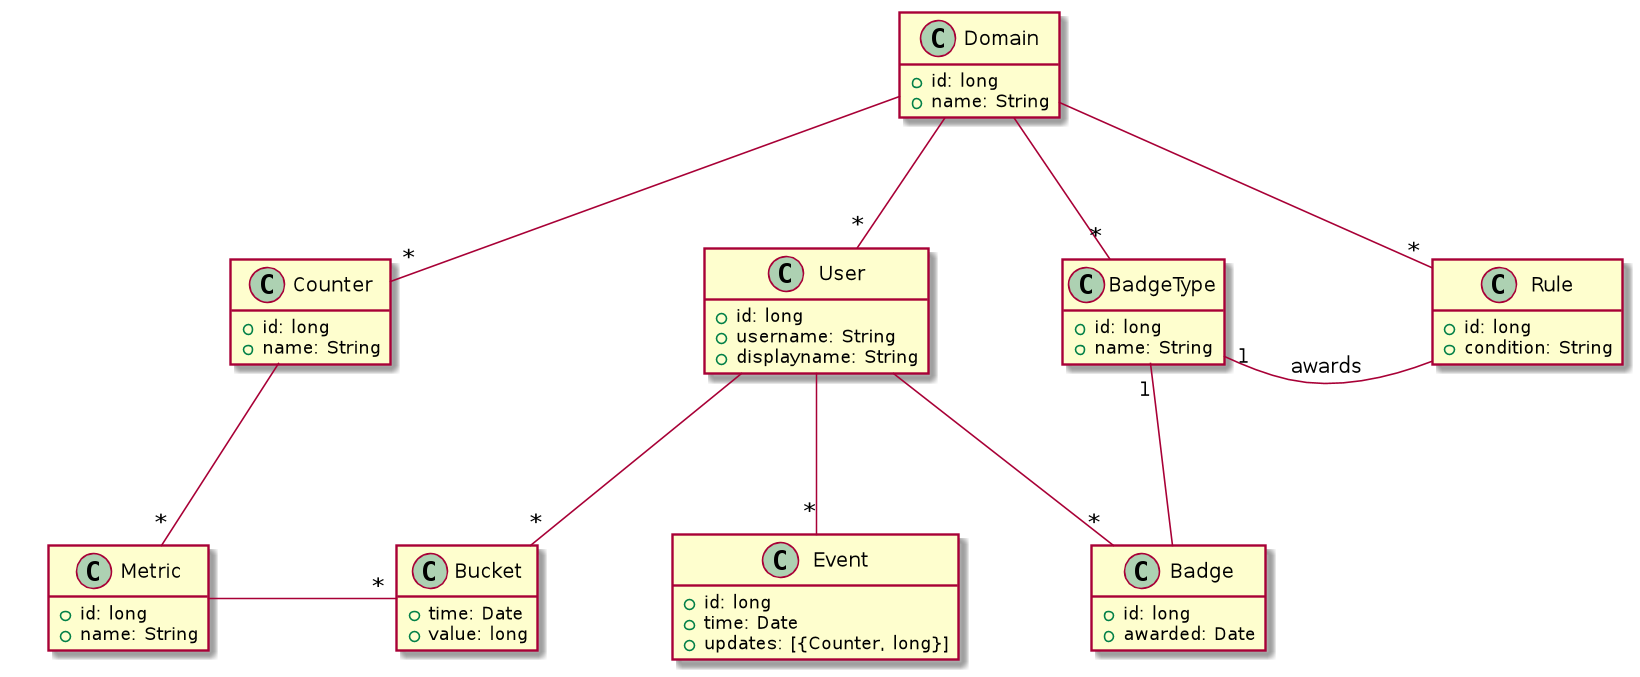 C Domain
id: long
name: String
*
*
*
*
C Counter
id: long
name: String
C User
id: long
username: String
displayname: String
C BadgeType
id: long
name: String
C Rule
id: long
condition: String
1
awards
1
*
*
*
*
*
C Metric
id: long
name: String
C Bucket
time: Date
value: long
C Event
id: long
time: Date
updates: [{Counter, long}]
C Badge
id: long
awarded: Date